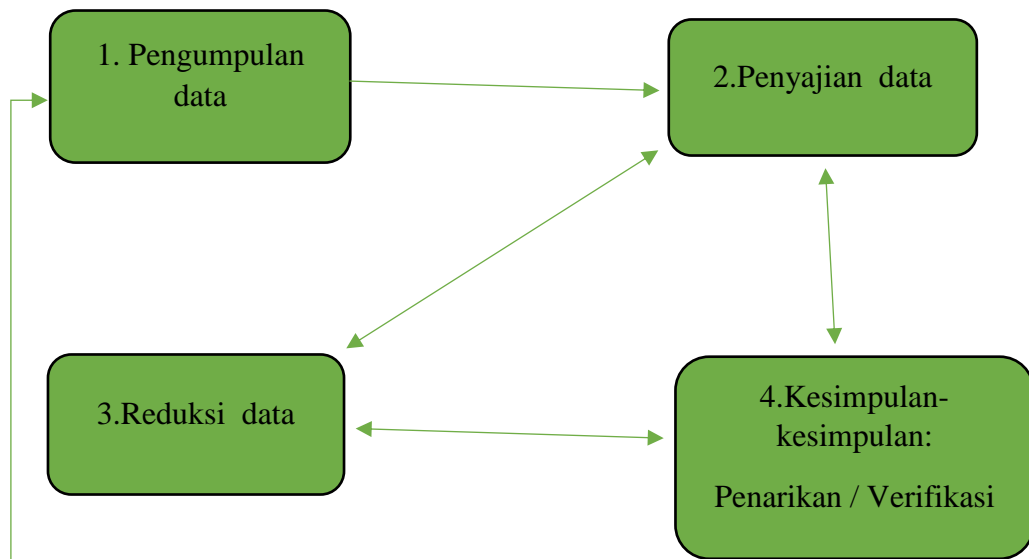 1. Pengumpulan
data
2.Penyajian data
3.Reduksi data
4.Kesimpulan-
kesimpulan:
Penarikan / Verifikasi